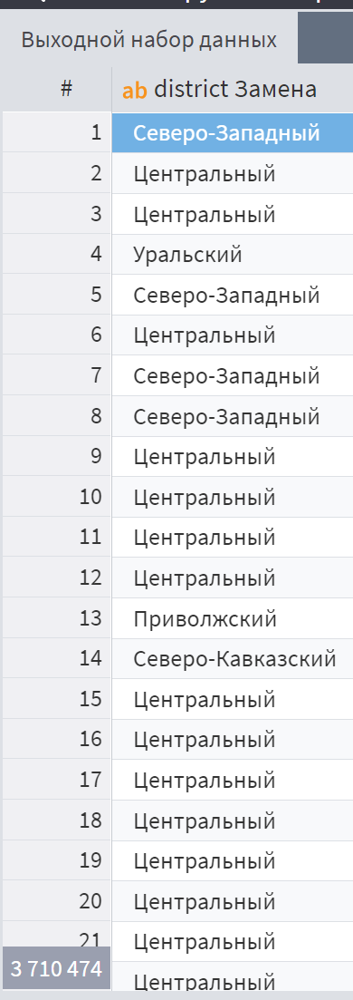 Выходной набор данных
# ab district Замена
1 Северо-Западный
2 Центральный
3 Центральный
4 Уральский
5 Северо-Западный
6 Центральный
7 Северо-Западный
8 Северо-Западный
9 Центральный
10 Центральный
11 Центральный
12 Центральный
13 Приволжский
14 Северо-Кавказский
15 Центральный
16 Центральный
17 Центральный
18 Центральный
19 Центральный
20 Центральный
21 Центральный
3 710 474 Центральный